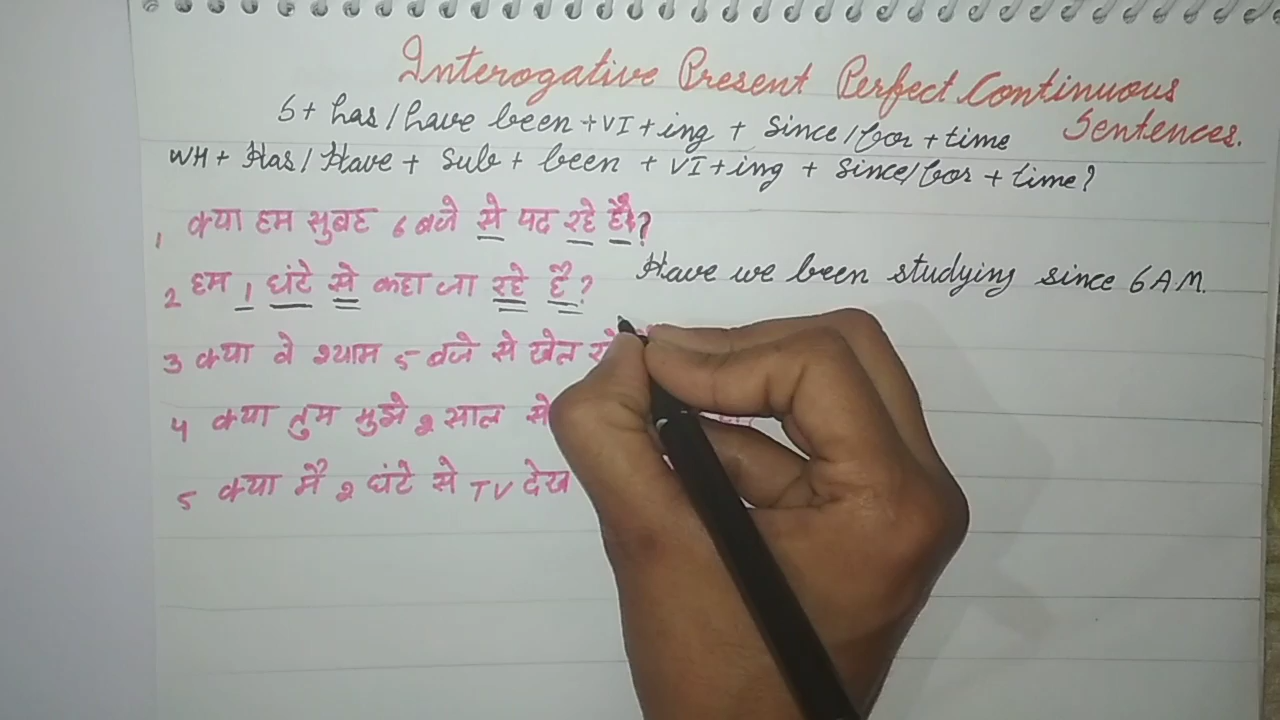 Interogative Present Perfect Continuous Sentences.
S + has/have been + VI + ing + since/for + time
WH + Has/Have + Sub + been + VI + ing + since/for + time?
1 क्या हम सुबह 6 बजे से पढ रहे हैं?
Have we been studying since 6 AM.
2 हम 1 घंटे से कहा जा रहे है?
3 क्या वे श्याम 5 बजे से खेल
4 क्या तुम मुझे 2 साल से
5 क्या मै 2 घंटे से TV देख